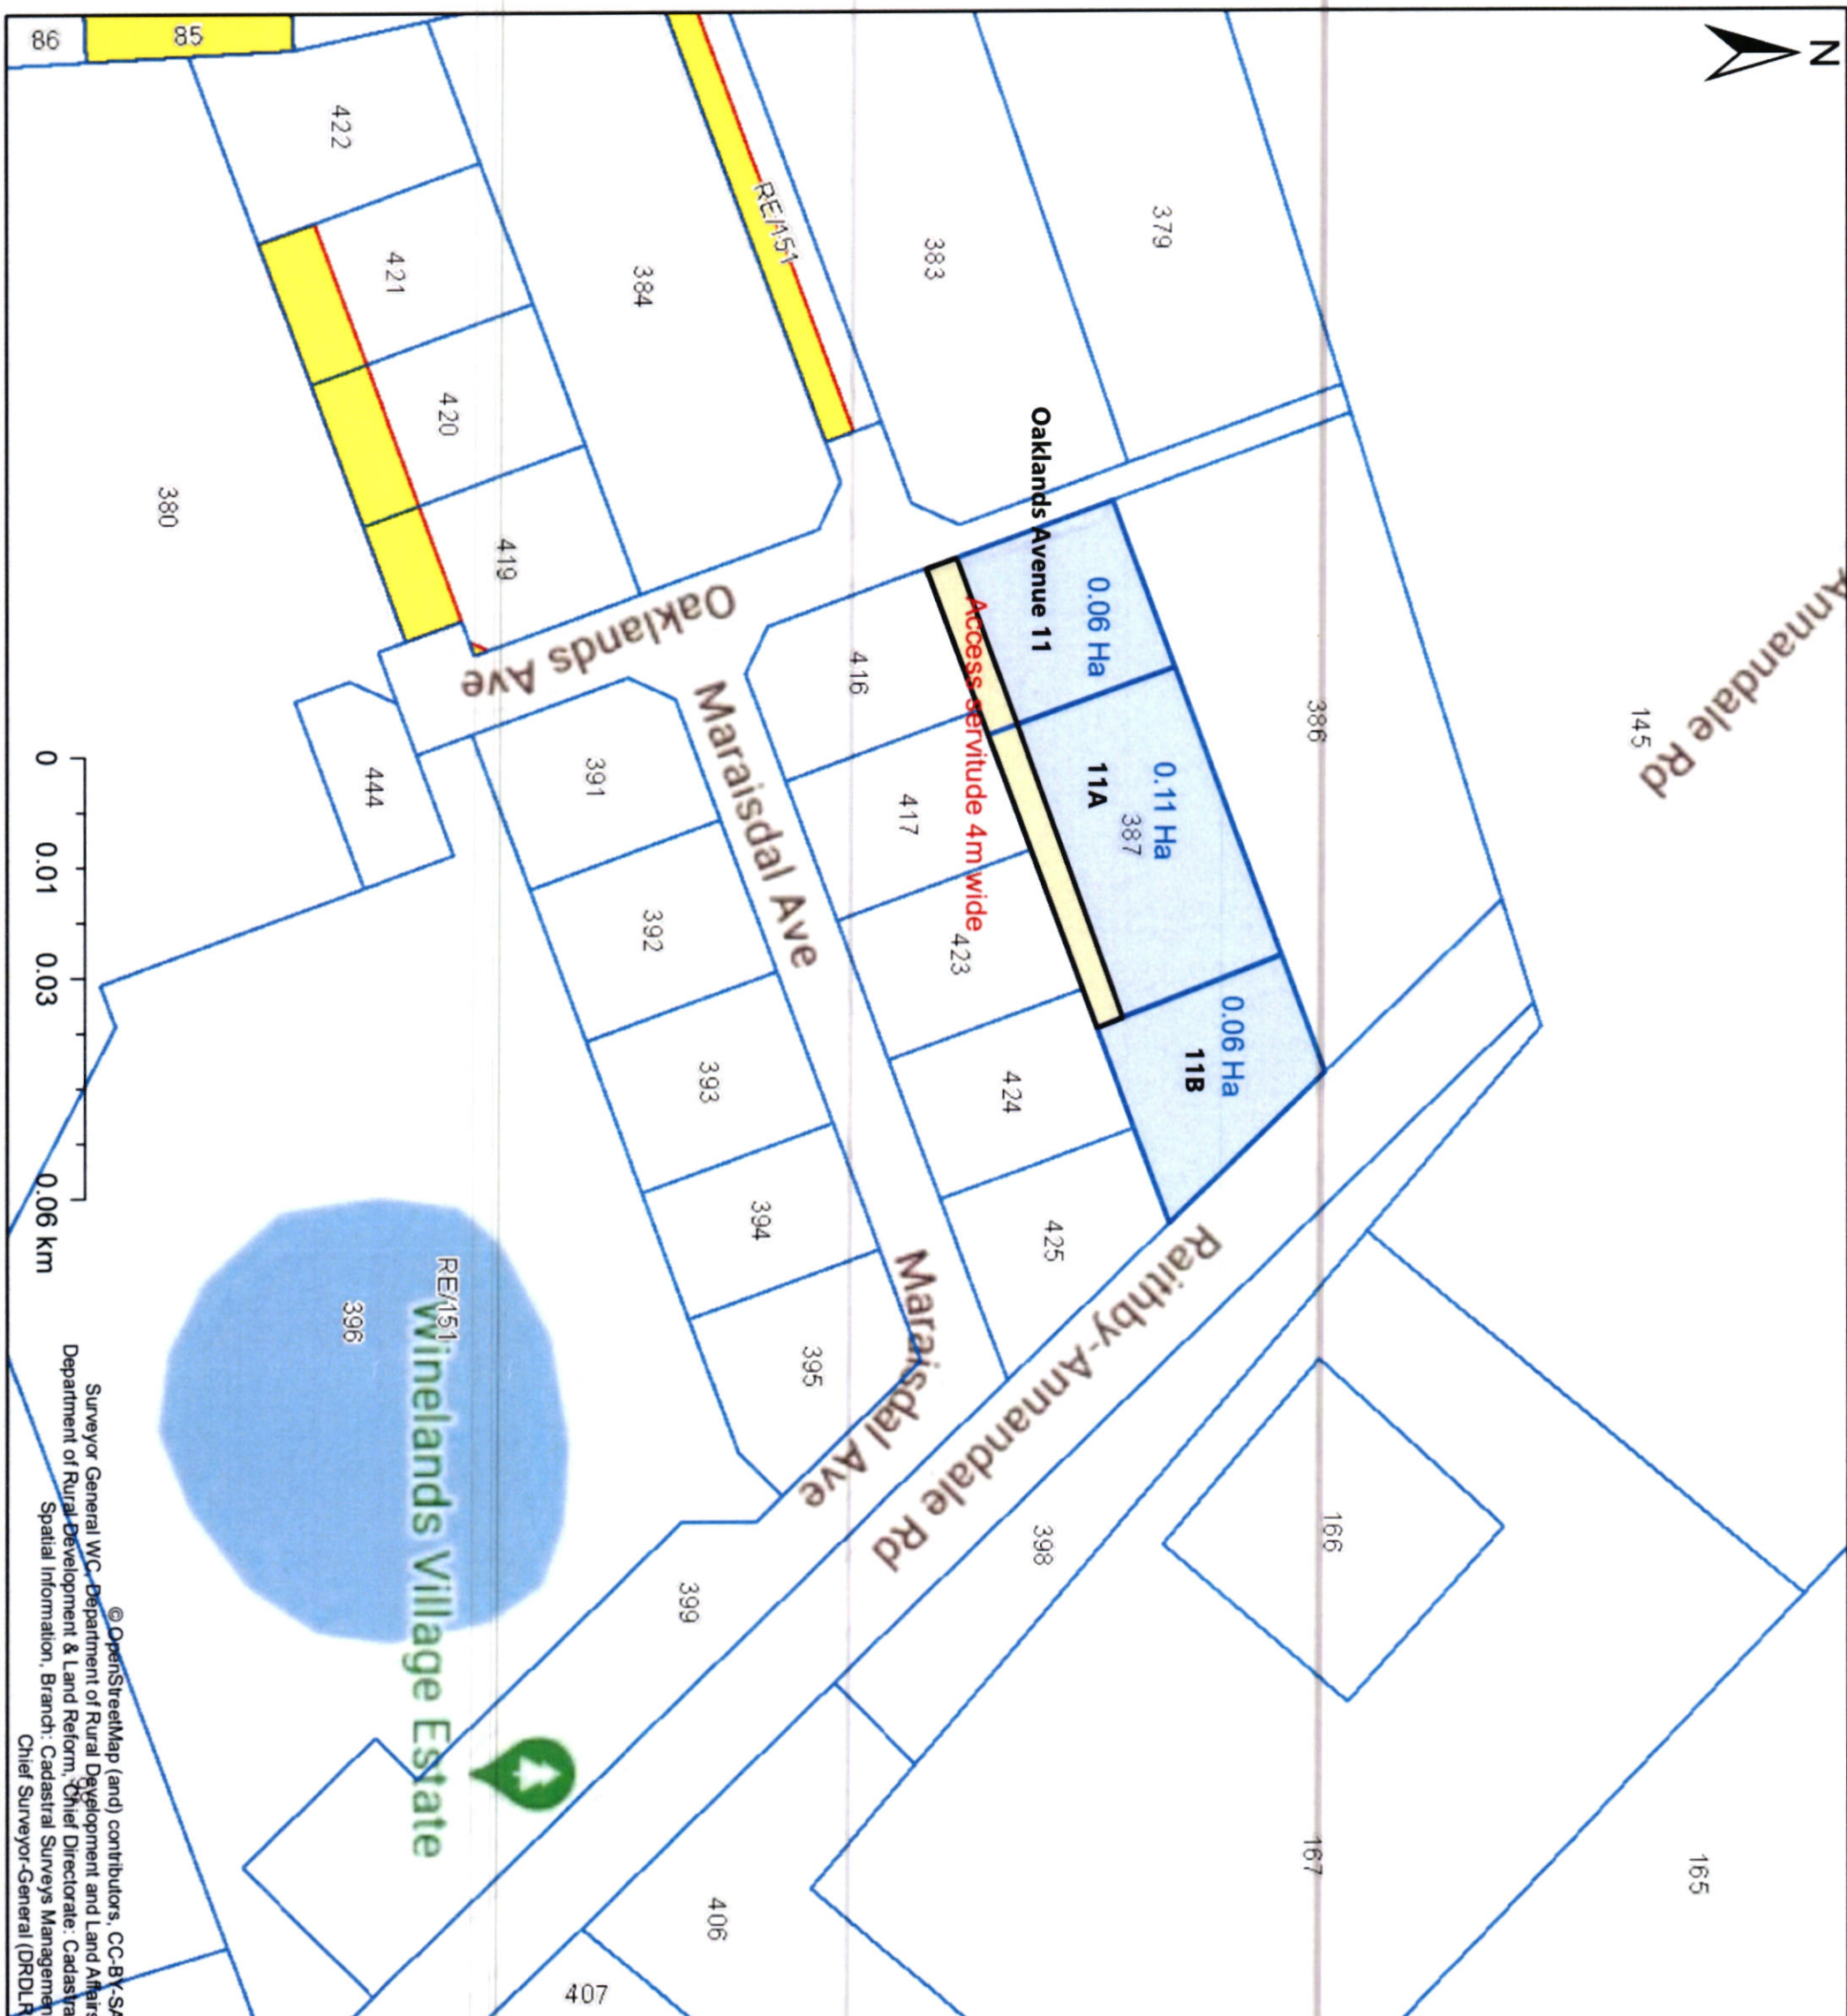 N
Annandale Rd
145
165
379
386
166
167
383
0.06 Ha
Oaklands Avenue 11
0.11 Ha
387
11A
0.06 Ha
11B
Access servitude 4m wide
RE/151
384
416
417
423
424
425
Raithby-Annandale Rd
398
Oaklands Ave
Maraisdal Ave
Maraisdal Ave
391
392
393
394
395
399
406
407
422
421
420
419
444
380
85
86
RE/151
396
Winelands Village Estate
0 0.01 0.03 0.06 km
© OpenStreetMap (and) contributors, CC-BY-SA
Surveyor General WC, Department of Rural Development and Land Affairs
Department of Rural Development & Land Reform, Chief Directorate: Cadastra
Spatial Information, Branch: Cadastral Surveys Managemen
Chief Surveyor-General (DRDLR